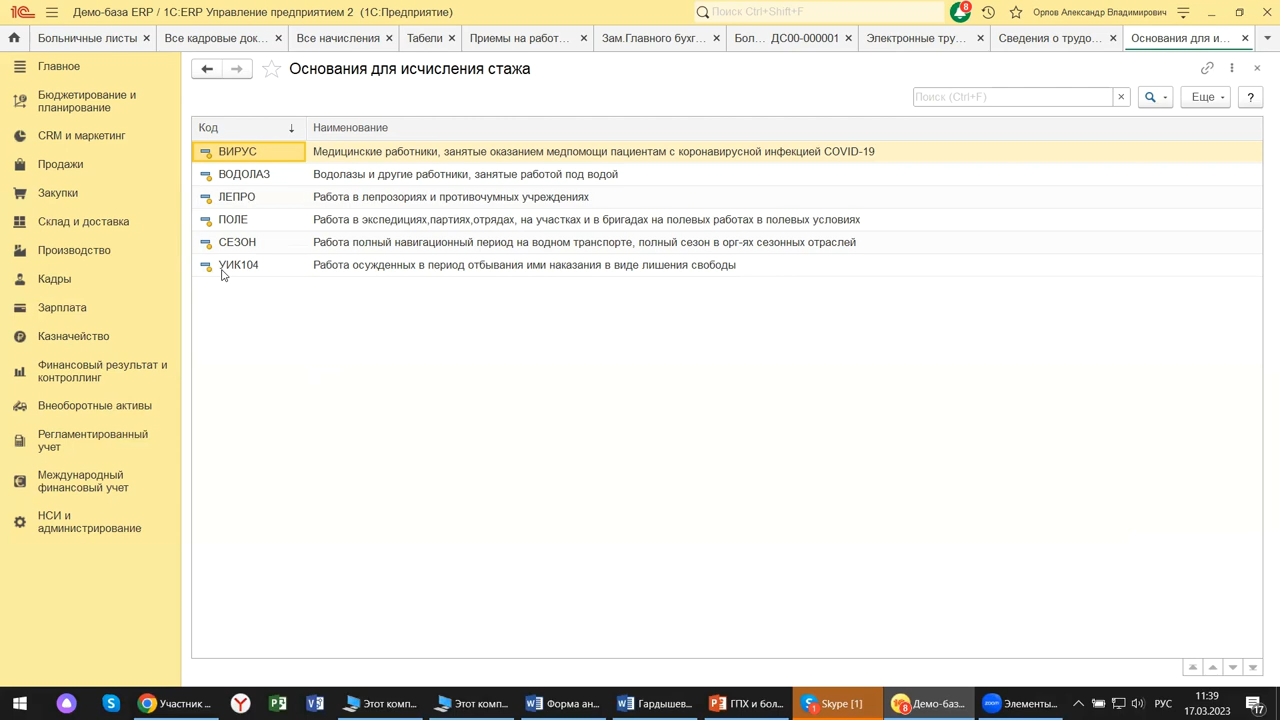 Демо-база ERP / 1С:ERP Управление предприятием 2 (1С:Предприятие)
Поиск Ctrl+Shift+F
8
Орлов Александр Владимирович
Больничные листы
Все кадровые док...
Все начисления
Табели
Приемы на работ...
Зам.Главного бухг...
Бол... ДС00-000001
Электронные тру...
Сведения о трудо...
Основания для и...
Главное
Бюджетирование и
планирование
CRM и маркетинг
Продажи
Закупки
Склад и доставка
Производство
Кадры
Зарплата
Казначейство
Финансовый результат и
контроллинг
Внеоборотные активы
Регламентированный
учет
Международный
финансовый учет
НСИ и
администрирование
Основания для исчисления стажа
Поиск (Ctrl+F)
Еще
?
Код Наименование
ВИРУС Медицинские работники, занятые оказанием медпомощи пациентам с коронавирусной инфекцией COVID-19
ВОДОЛАЗ Водолазы и другие работники, занятые работой под водой
ЛЕПРО Работа в лепрозориях и противочумных учреждениях
ПОЛЕ Работа в экспедициях,партиях,отрядах, на участках и в бригадах на полевых работах в полевых условиях
СЕЗОН Работа полный навигационный период на водном транспорте, полный сезон в орг-ях сезонных отраслей
УИК104 Работа осужденных в период отбывания ими наказания в виде лишения свободы
Участник ...
Этот комп...
Этот комп...
Форма ан...
Гардышев...
ГПХ и бол...
Skype [1]
Демо-баз...
Элементы...
РУС
11:39
17.03.2023
17